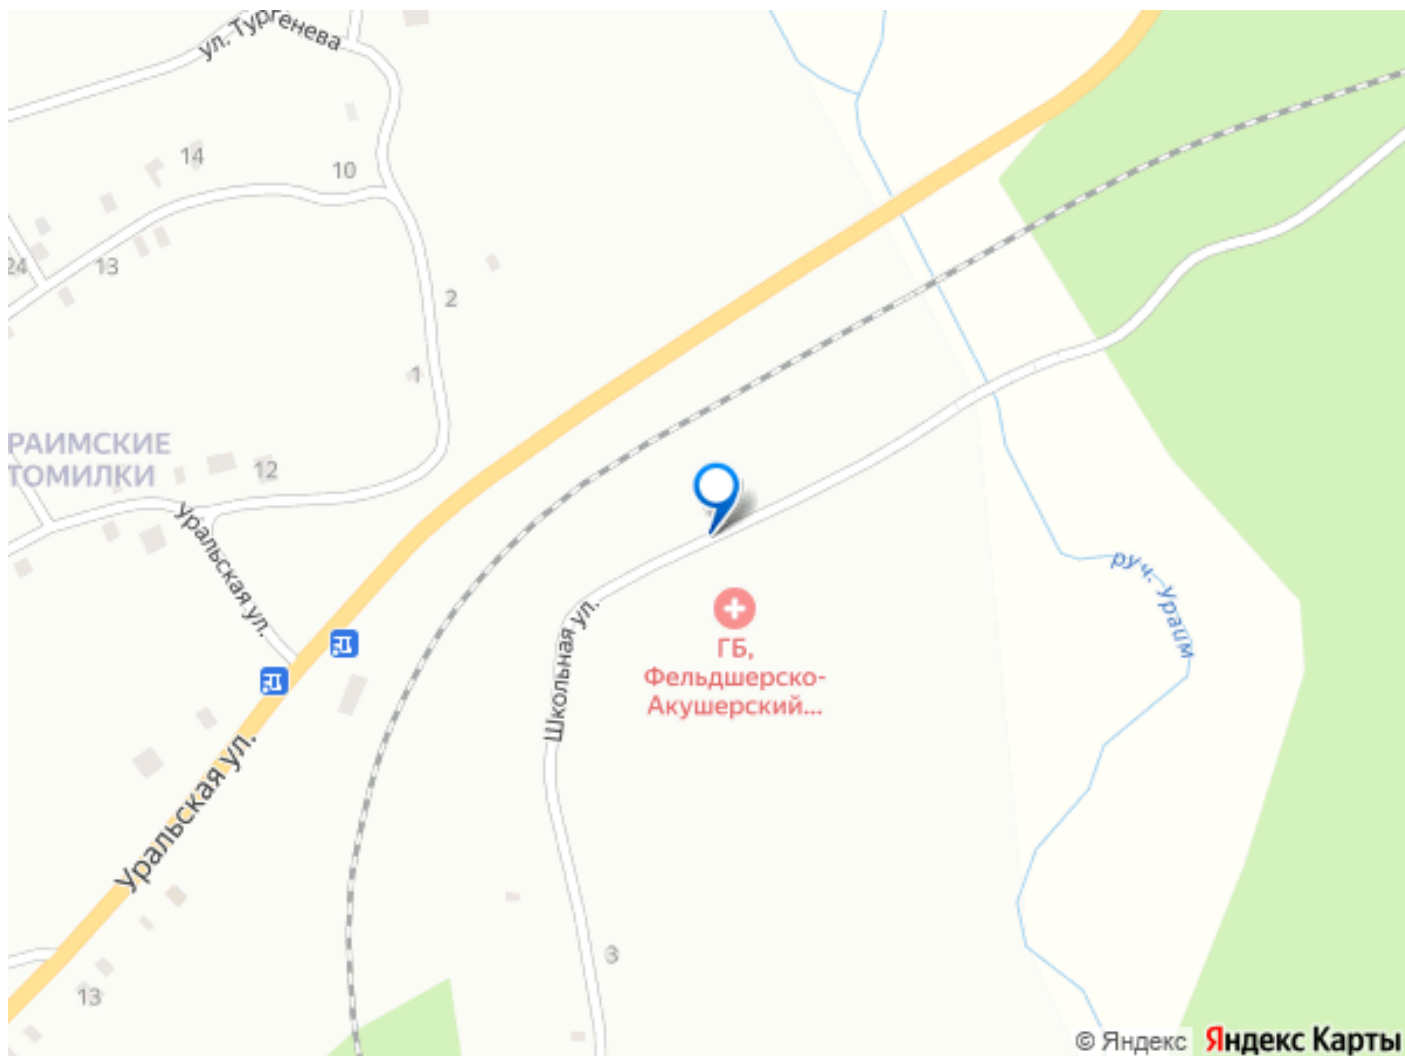 ул. Тургенева
14
10
24
13
2
1
РАИМСКИЕ
ТОМИЛКИ
12
Уральская ул.
руч. Ураим
Школьная ул.
ГБ,
Фельдшерско-
Акушерский...
Уральская ул.
3
13
© Яндекс Яндекс Карты